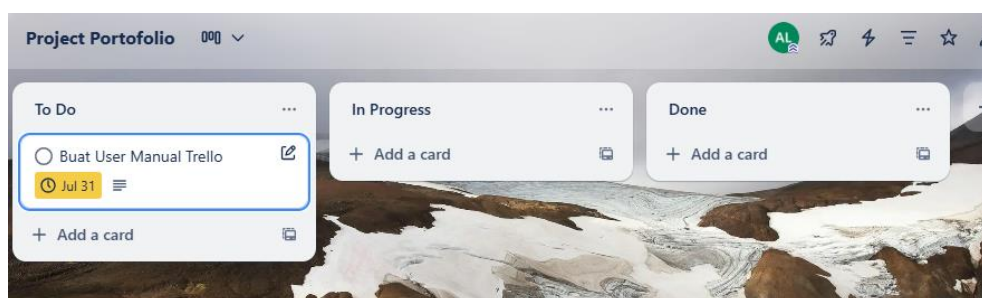 Project Portofolio
AL
To Do
Buat User Manual Trello
Jul 31
+ Add a card
In Progress
+ Add a card
Done
+ Add a card